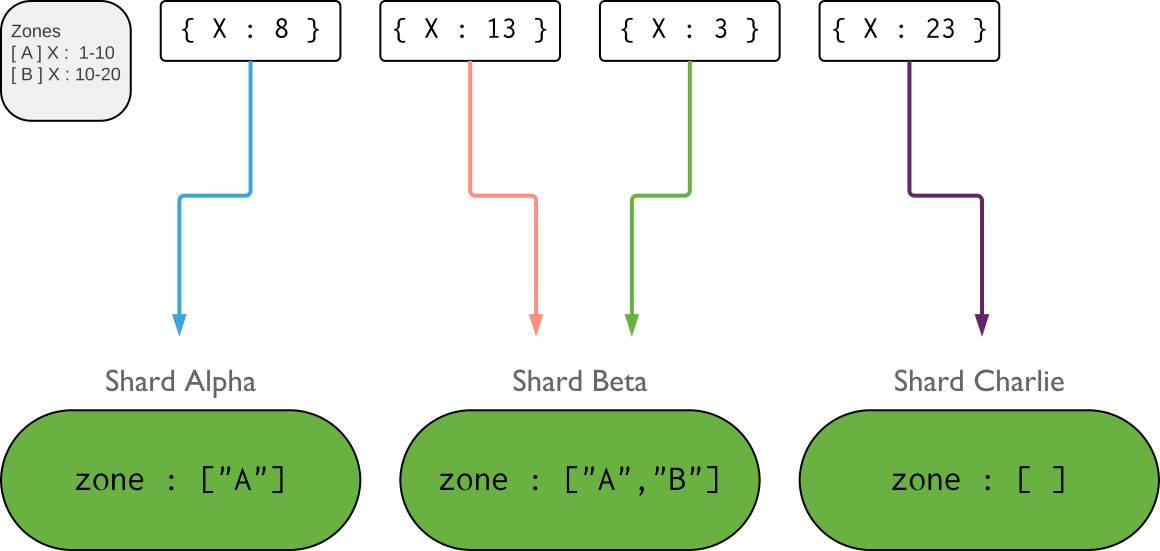 Zones
[ A ] X :  1-10
[ B ] X : 10-20
{ X : 8 }
{ X : 13 }
{ X : 3 }
{ X : 23 }
Shard Alpha
Shard Beta
Shard Charlie
zone : ["A"]
zone : ["A","B"]
zone : [ ]